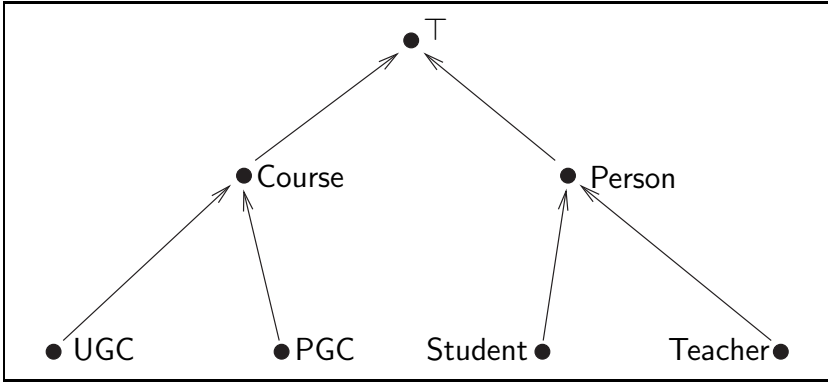 ⊤
Course
Person
UGC
PGC
Student
Teacher